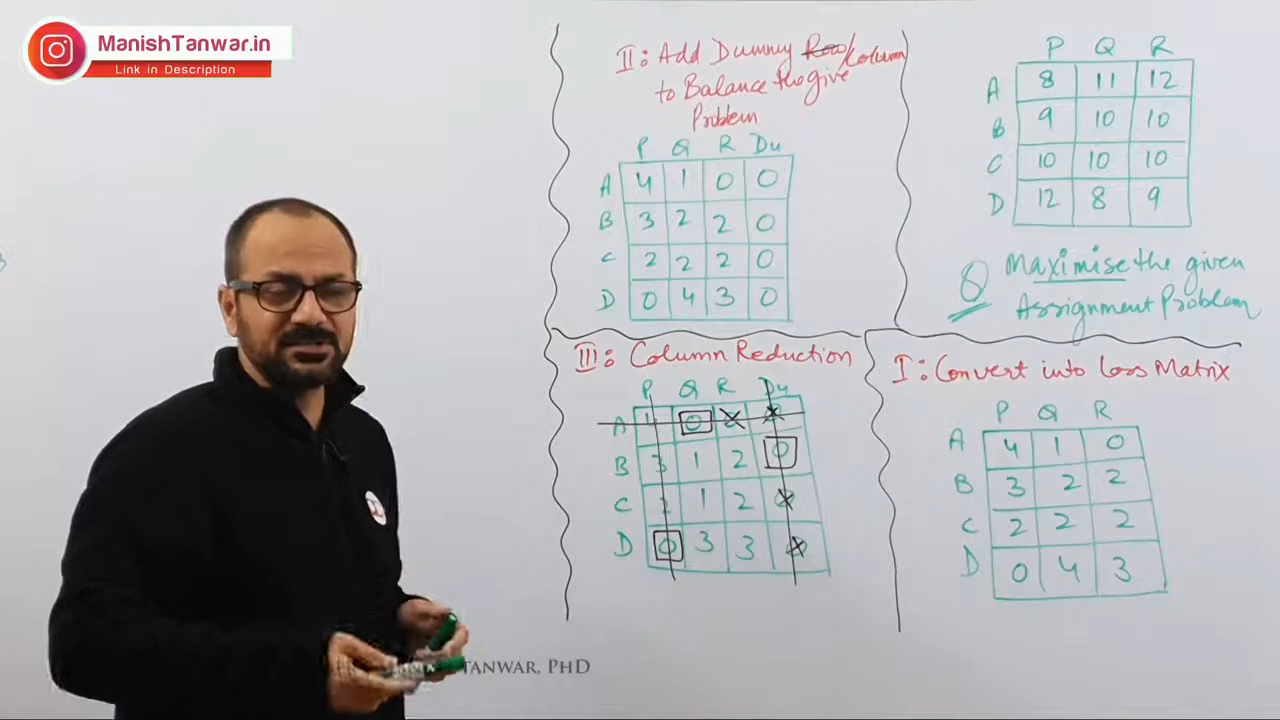 ManishTanwar.in
Link in Description
II: Add Dummy Row/Column
to Balance the give
Problem
P Q R Du
A 4 1 0 0
B 3 2 2 0
C 2 2 2 0
D 0 4 3 0
P Q R
A 8 11 12
B 9 10 10
C 10 10 10
D 12 8 9
Q Maximise the given
Assignment Problem
III: Column Reduction
P Q R Du
A 4 0
B 3 1 2 0
C 2 1 2
D 0 3 3
I: Convert into Loss Matrix
P Q R
A 4 1 0
B 3 2 2
C 2 2 2
D 0 4 3
TANWAR, PHD